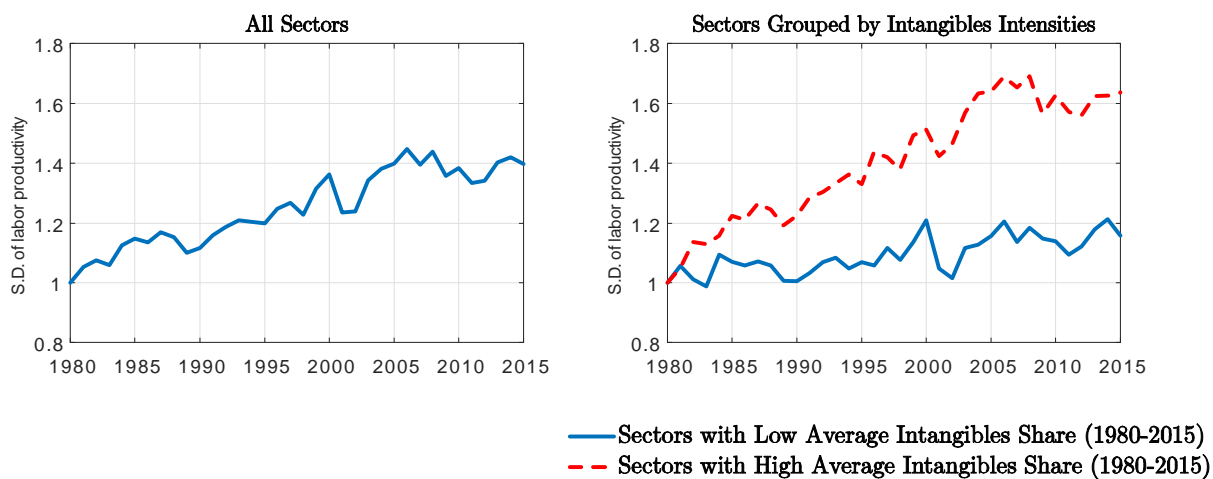 All Sectors
S.D. of labor productivity
1.8
1.6
1.4
1.2
1
0.8
1980 1985 1990 1995 2000 2005 2010 2015
Sectors Grouped by Intangibles Intensities
S.D. of labor productivity
1.8
1.6
1.4
1.2
1
0.8
1980 1985 1990 1995 2000 2005 2010 2015
Sectors with Low Average Intangibles Share (1980-2015)
Sectors with High Average Intangibles Share (1980-2015)